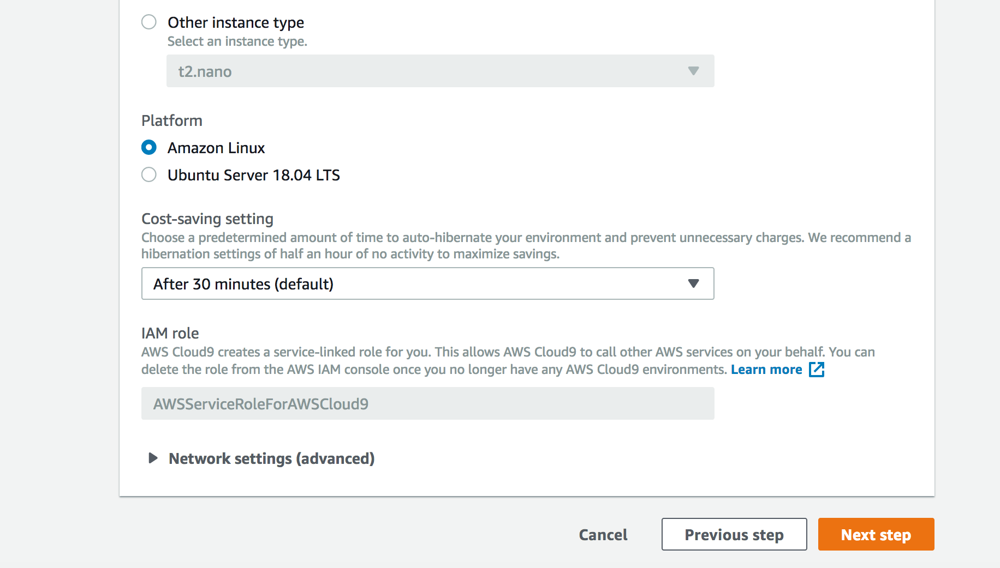 Other instance type
Select an instance type.
t2.nano
Platform
Amazon Linux
Ubuntu Server 18.04 LTS
Cost-saving setting
Choose a predetermined amount of time to auto-hibernate your environment and prevent unnecessary charges. We recommend a
hibernation settings of half an hour of no activity to maximize savings.
After 30 minutes (default)
IAM role
AWS Cloud9 creates a service-linked role for you. This allows AWS Cloud9 to call other AWS services on your behalf. You can
delete the role from the AWS IAM console once you no longer have any AWS Cloud9 environments. Learn more
AWSServiceRoleForAWSCloud9
Network settings (advanced)
Cancel
Previous step
Next step